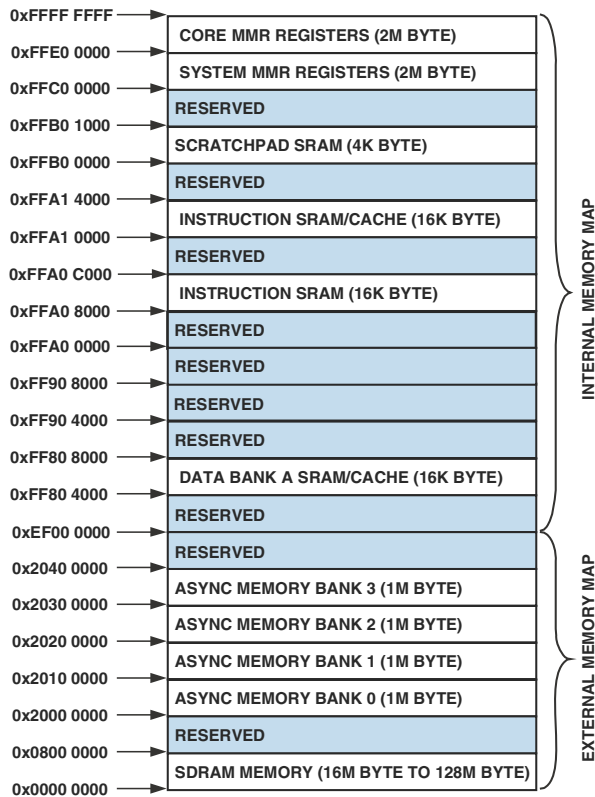 0xFFFF FFFF
CORE MMR REGISTERS (2M BYTE)
0xFFE0 0000
SYSTEM MMR REGISTERS (2M BYTE)
0xFFC0 0000
RESERVED
0xFFB0 1000
SCRATCHPAD SRAM (4K BYTE)
0xFFB0 0000
RESERVED
0xFFA1 4000
INSTRUCTION SRAM/CACHE (16K BYTE)
0xFFA1 0000
RESERVED
0xFFA0 C000
INSTRUCTION SRAM (16K BYTE)
0xFFA0 8000
RESERVED
0xFFA0 0000
RESERVED
0xFF90 8000
RESERVED
0xFF90 4000
RESERVED
0xFF80 8000
DATA BANK A SRAM/CACHE (16K BYTE)
0xFF80 4000
RESERVED
0xEF00 0000
RESERVED
0x2040 0000
ASYNC MEMORY BANK 3 (1M BYTE)
0x2030 0000
ASYNC MEMORY BANK 2 (1M BYTE)
0x2020 0000
ASYNC MEMORY BANK 1 (1M BYTE)
0x2010 0000
ASYNC MEMORY BANK 0 (1M BYTE)
0x2000 0000
RESERVED
0x0800 0000
SDRAM MEMORY (16M BYTE TO 128M BYTE)
0x0000 0000
INTERNAL MEMORY MAP
EXTERNAL MEMORY MAP